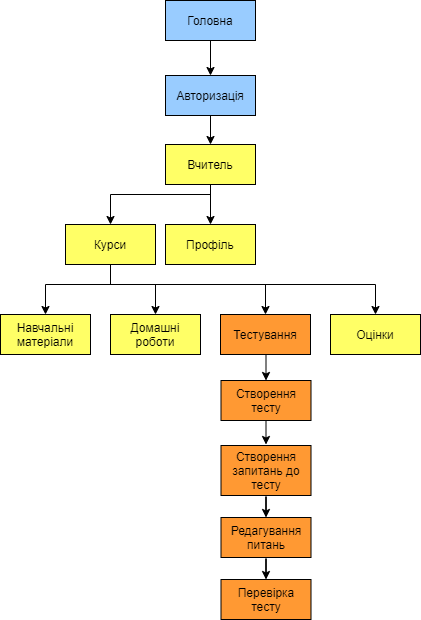 Головна
Авторизація
Вчитель
Курси
Профіль
Навчальні
матеріали
Домашні
роботи
Тестування
Оцінки
Створення
тесту
Створення
запитань до
тесту
Редагування
питань
Перевірка
тесту